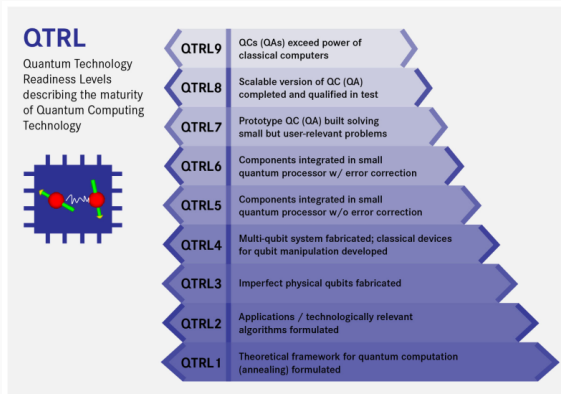 QTRL
Quantum Technology
Readiness Levels
describing the maturity
of Quantum Computing
Technology
QTRL9
QCs (QAs) exceed power of
classical computers
QTRL8
Scalable version of QC (QA)
completed and qualified in test
QTRL7
Prototype QC (QA) built solving
small but user-relevant problems
QTRL6
Components integrated in small
quantum processor w/ error correction
QTRL5
Components integrated in small
quantum processor w/o error correction
QTRL4
Multi-qubit system fabricated; classical devices
for qubit manipulation developed
QTRL3
Imperfect physical qubits fabricated
QTRL2
Applications / technologically relevant
algorithms formulated
QTRL1
Theoretical framework for quantum computation
(annealing) formulated